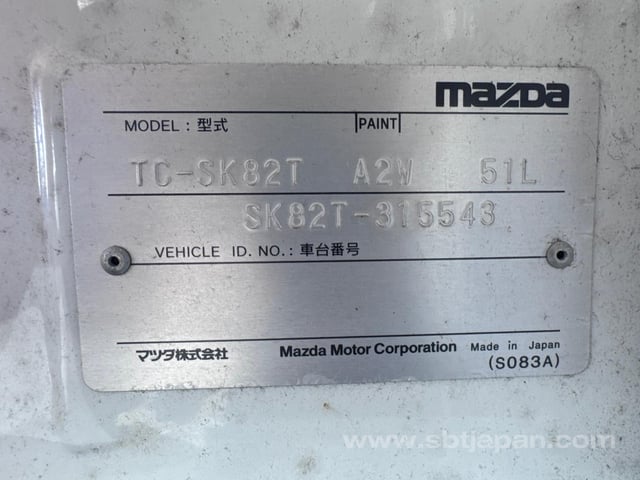 mazda
MODEL : 型式 PAINT
TC-SK82T A2W 51L
SK82T-315543
VEHICLE ID. NO. : 車台番号
マツダ株式会社 Mazda Motor Corporation Made in Japan
(S083A)
www.sbtjapan.com